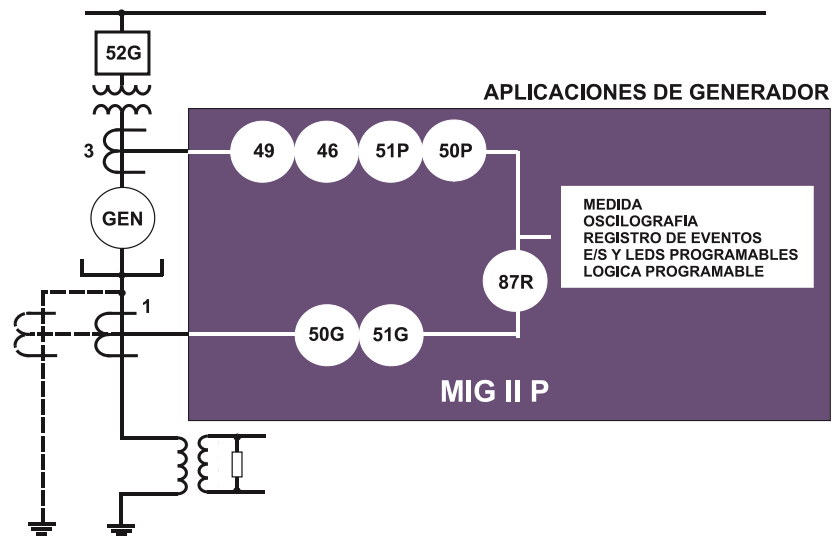 52G
APLICACIONES DE GENERADOR
3
49 46 51P 50P
GEN
MEDIDA
OSCILOGRAFIA
REGISTRO DE EVENTOS
E/S Y LEDS PROGRAMABLES
LOGICA PROGRAMABLE
87R
1
50G 51G
MIG II P